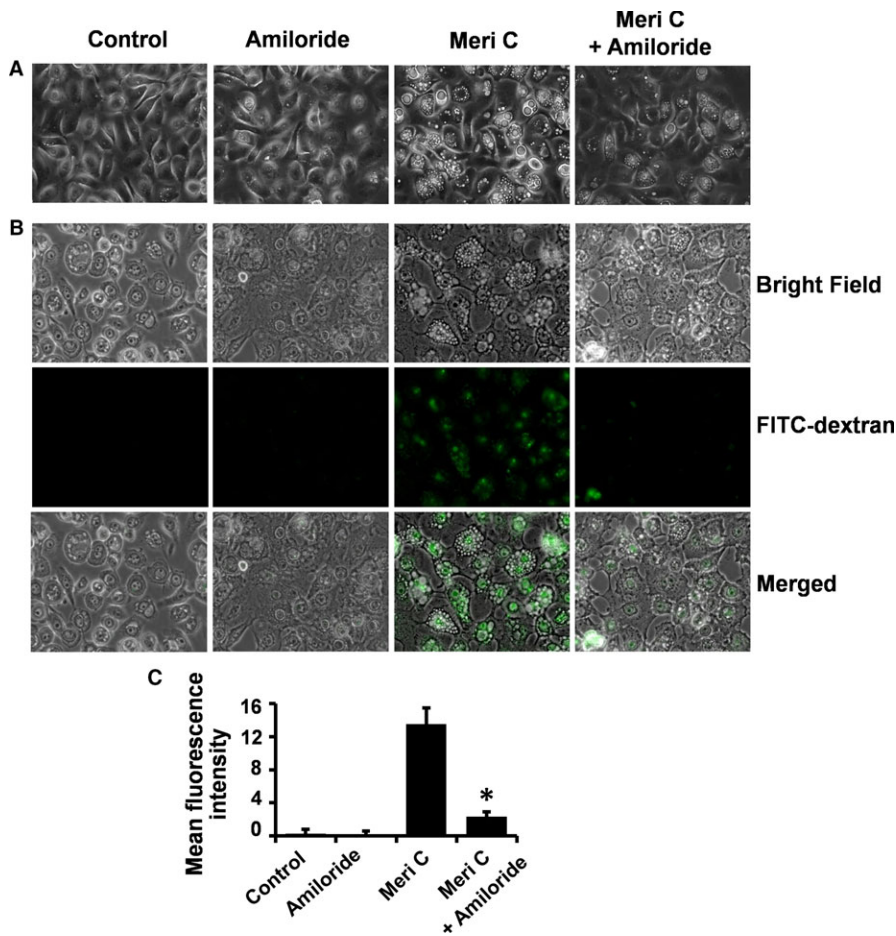 Control
Amiloride
Meri C
Meri C
+ Amiloride
A
B
Bright Field
FITC-dextran
Merged
C
Mean fluorescence
intensity
16
12
8
4
0
Control
Amiloride
Meri C
Meri C
+ Amiloride
*